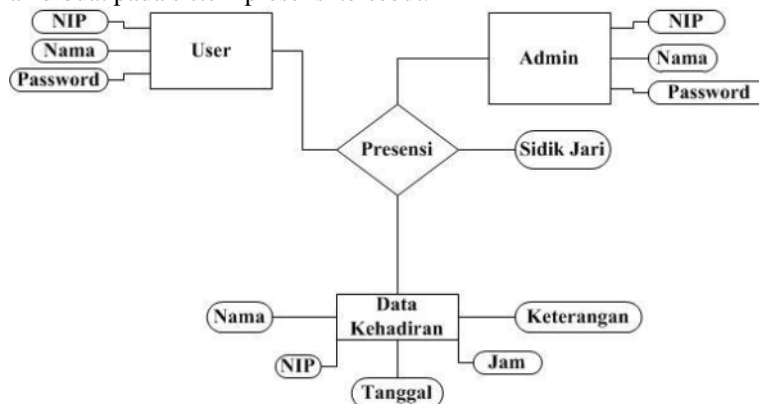 NIP
Nama
Password
User
Admin
NIP
Nama
Password
Presensi
Sidik Jari
Nama
Data
Kehadiran
Keterangan
NIP
Tanggal
Jam